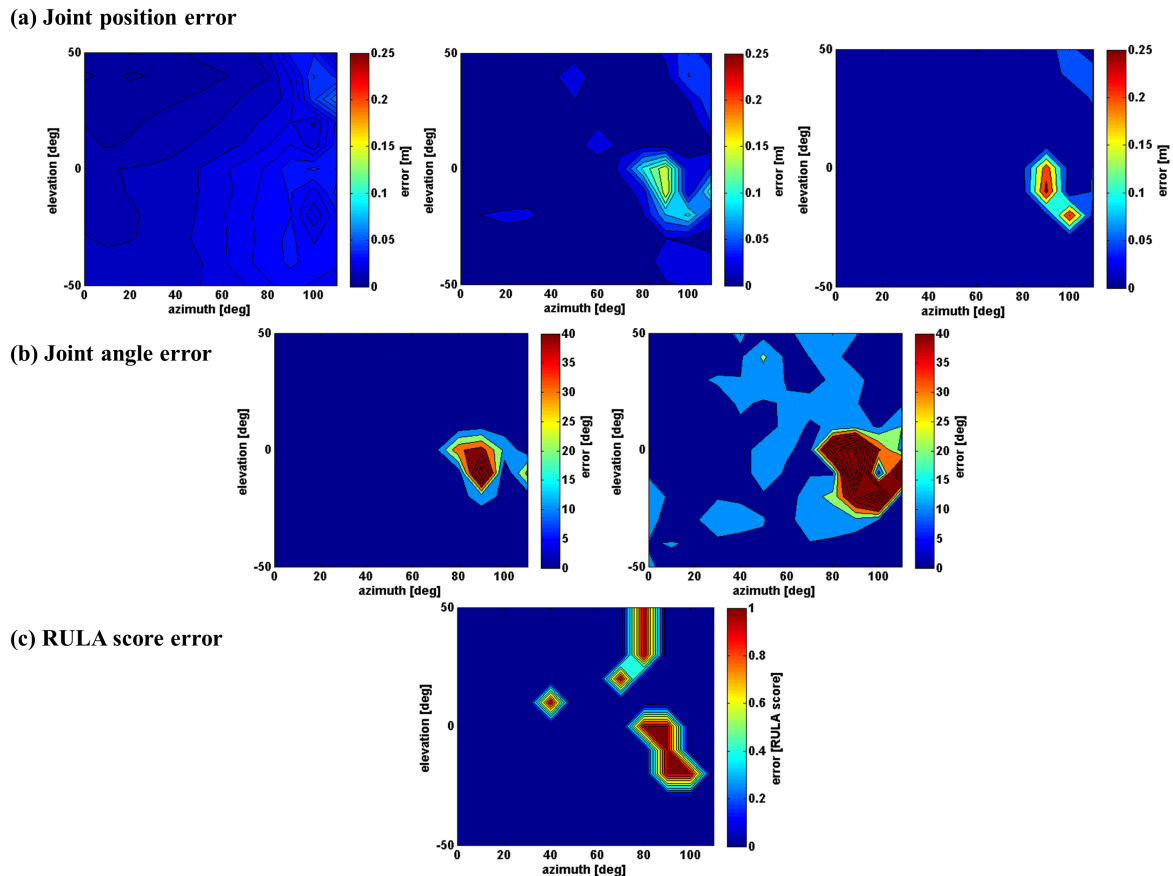 (a) Joint position error
50
0
-50
elevation [deg]
0 20 40 60 80 100
azimuth [deg]
0.25
0.2
0.15
0.1
0.05
0
error [m]
50
0
-50
elevation [deg]
0 20 40 60 80 100
azimuth [deg]
0.25
0.2
0.15
0.1
0.05
0
error [m]
50
0
-50
elevation [deg]
0 20 40 60 80 100
azimuth [deg]
0.25
0.2
0.15
0.1
0.05
0
error [m]
(b) Joint angle error
50
0
-50
elevation [deg]
0 20 40 60 80 100
azimuth [deg]
40
35
30
25
20
15
10
5
0
error [deg]
50
0
-50
elevation [deg]
0 20 40 60 80 100
azimuth [deg]
40
35
30
25
20
15
10
5
0
error [deg]
(c) RULA score error
50
0
-50
elevation [deg]
0 20 40 60 80 100
azimuth [deg]
1
0.8
0.6
0.4
0.2
0
error [RULA score]